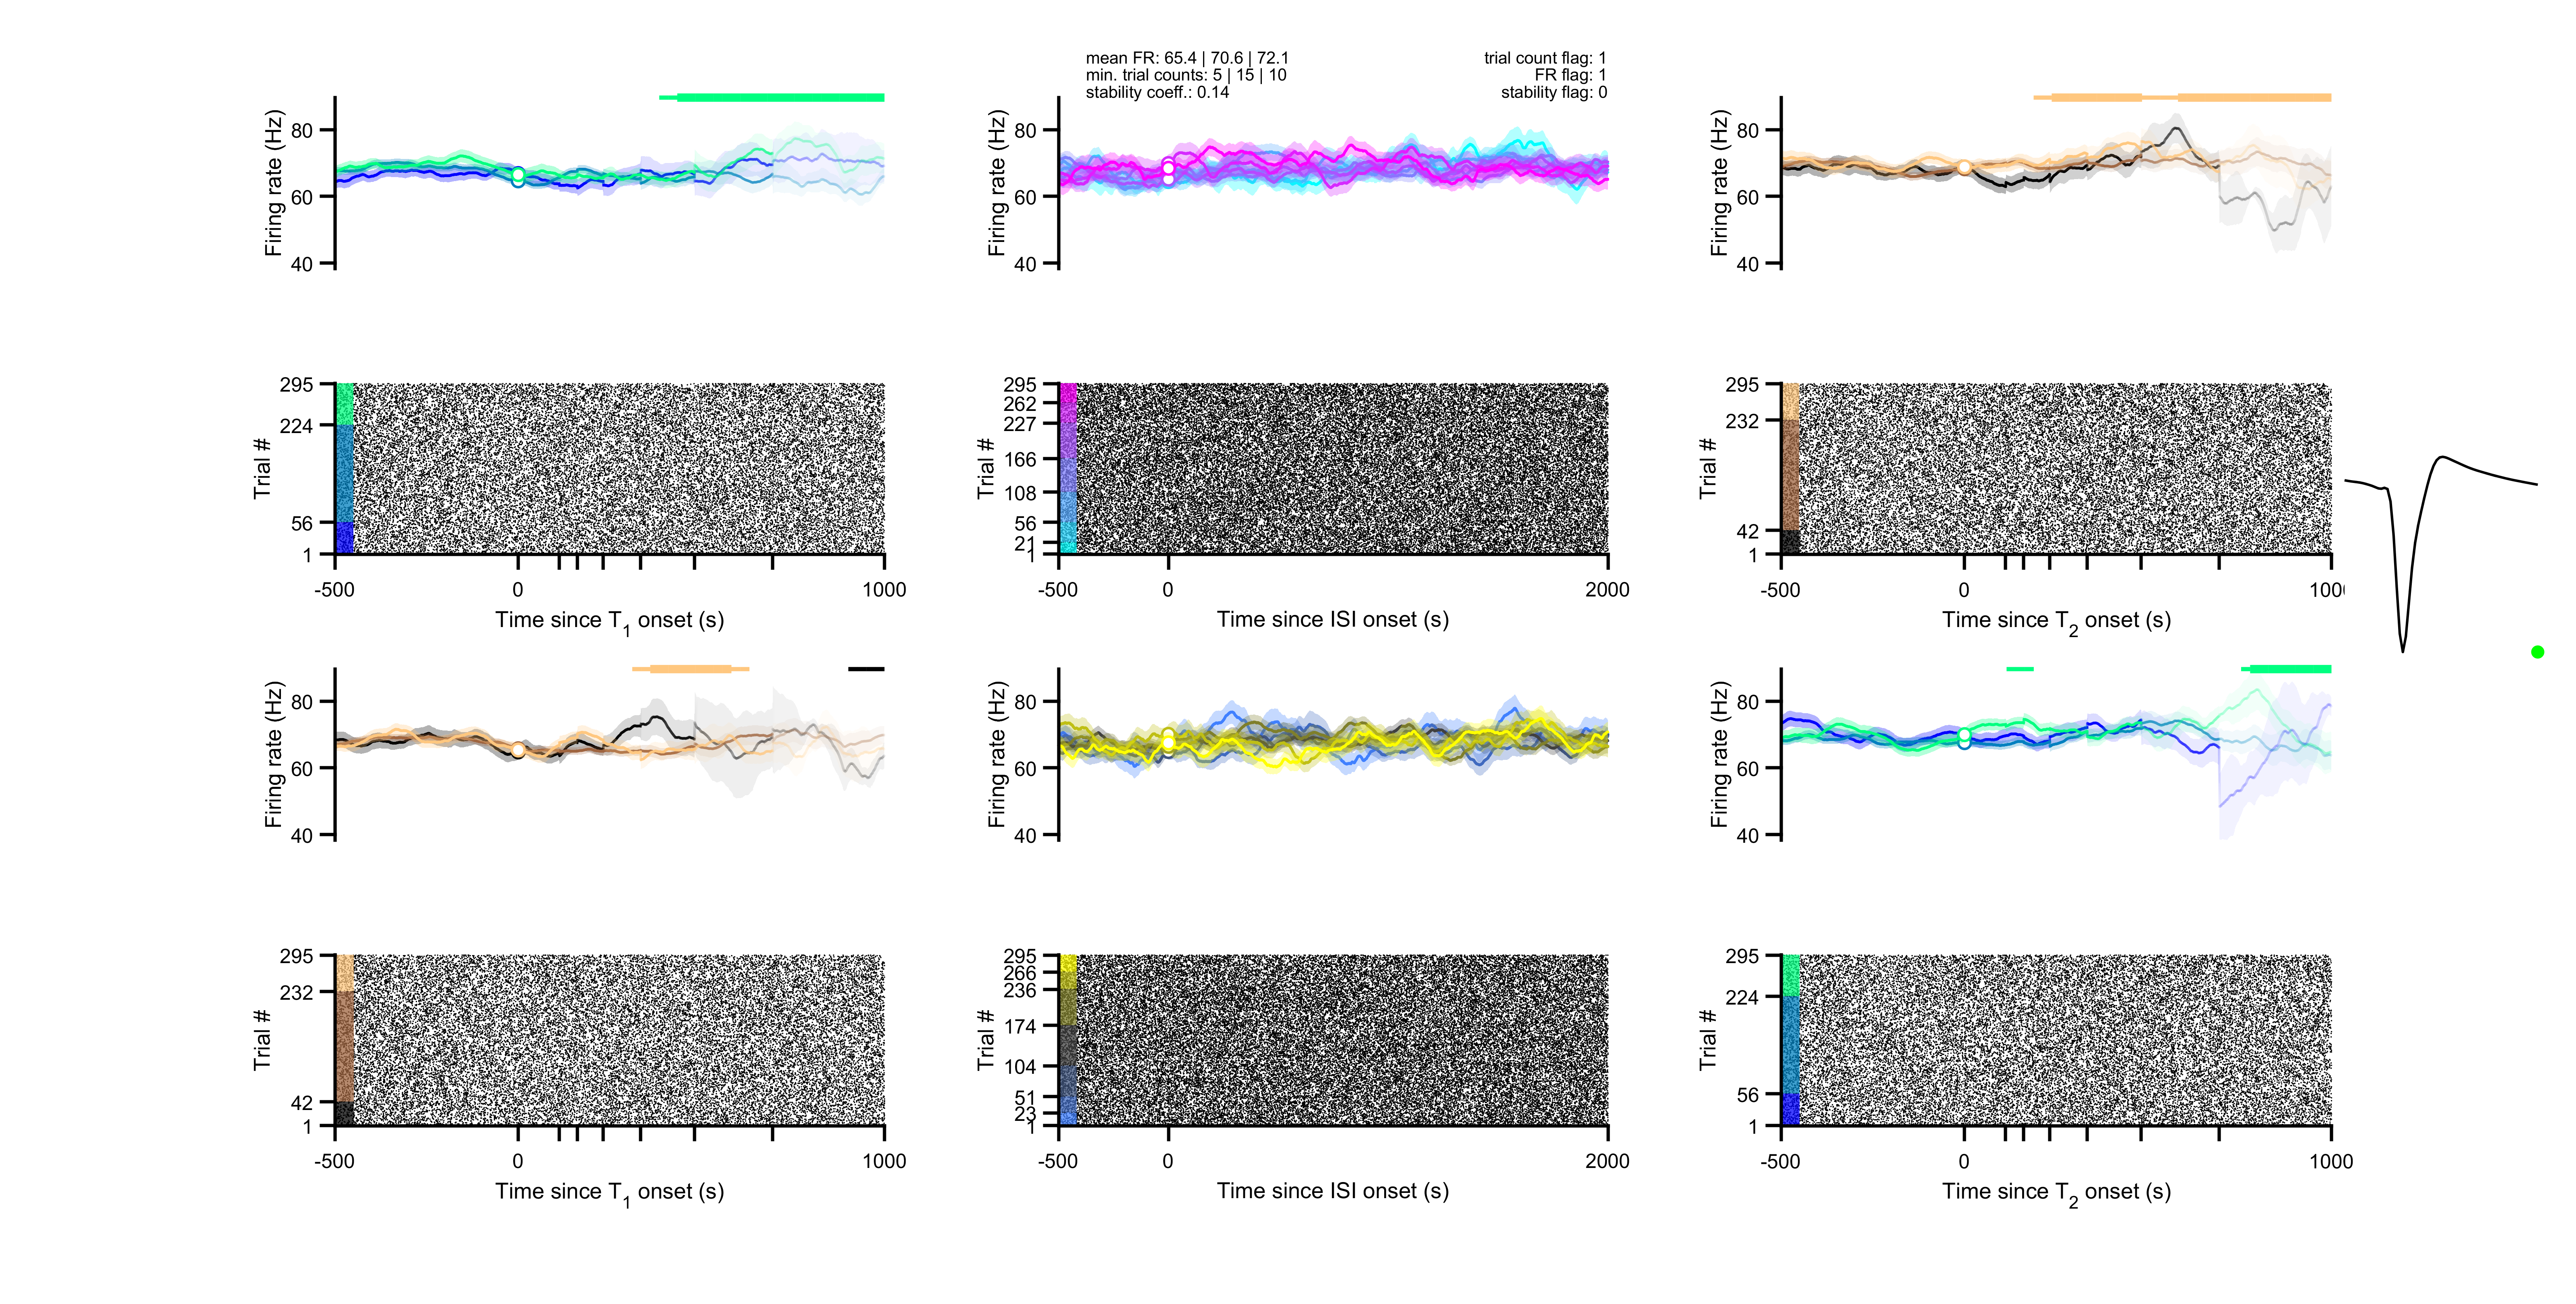 mean FR: 65.4 | 70.6 | 72.1
min. trial counts: 5 | 15 | 10
stability coeff.: 0.14
trial count flag: 1
FR flag: 1
stability flag: 0
Firing rate (Hz)
80
60
40
Firing rate (Hz)
80
60
40
Firing rate (Hz)
80
60
40
Trial #
295
224
56
1
-500
0
1000
Time since T1 onset (s)
Trial #
295
262
227
166
108
56
21
1
-500
0
2000
Time since ISI onset (s)
Trial #
295
232
42
1
-500
0
1000
Time since T2 onset (s)
Firing rate (Hz)
80
60
40
Firing rate (Hz)
80
60
40
Firing rate (Hz)
80
60
40
Trial #
295
232
42
1
-500
0
1000
Time since T1 onset (s)
Trial #
295
266
236
174
104
51
23
1
-500
0
2000
Time since ISI onset (s)
Trial #
295
224
56
1
-500
0
1000
Time since T2 onset (s)